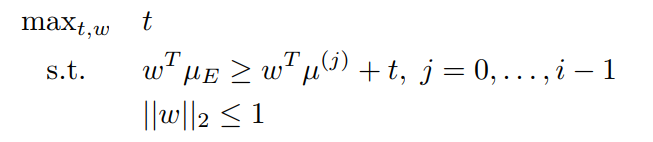 max_{t,w} t
s.t. w^T μ_E ≥ w^T μ^{(j)} + t, j = 0, . . . , i − 1
||w||_2 ≤ 1